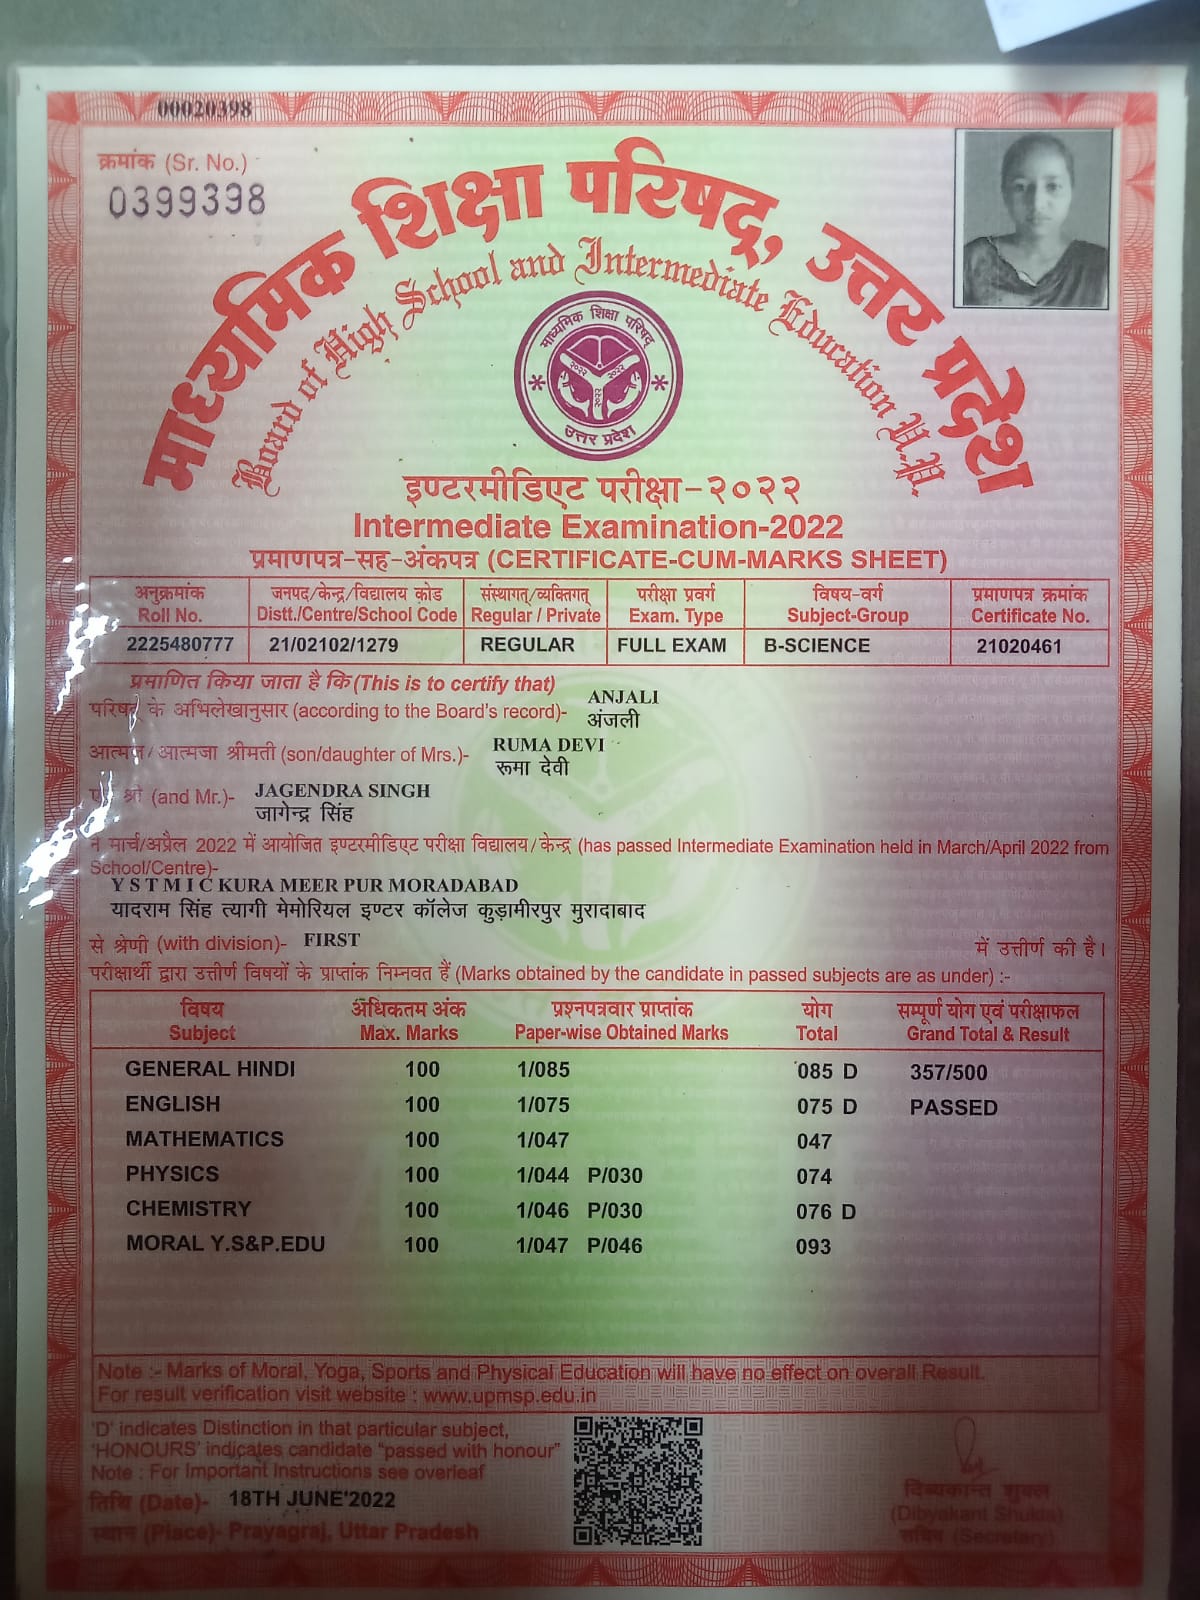 00020398
क्रमांक (Sr. No.)
0399398
माध्यमिक शिक्षा परिषद्, उत्तर प्रदेश
Board of High School and Intermediate Education U.P.
माध्यमिक शिक्षा परिषद्
२०२२ २०२२
२०२२
उत्तर प्रदेश
इण्टरमीडिएट परीक्षा-२०२२
Intermediate Examination-2022
प्रमाणपत्र-सह-अंकपत्र (CERTIFICATE-CUM-MARKS SHEET)
अनुक्रमांक जनपद/केन्द्र/विद्यालय कोड संस्थागत्/व्यक्तिगत् परीक्षा प्रवर्ग विषय-वर्ग प्रमाणपत्र क्रमांक
Roll No. Distt./Centre/School Code Regular / Private Exam. Type Subject-Group Certificate No.
2225480777 21/02102/1279 REGULAR FULL EXAM B-SCIENCE 21020461
प्रमाणित किया जाता है कि (This is to certify that)
ANJALI
परिषद् के अभिलेखानुसार (according to the Board's record)- अंजली
RUMA DEVI
आत्मज/आत्मजा श्रीमती (son/daughter of Mrs.)- रूमा देवी
श्री (and Mr.)- JAGENDRA SINGH
जागेन्द्र सिंह
ने मार्च/अप्रैल 2022 में आयोजित इण्टरमीडिएट परीक्षा विद्यालय/केन्द्र (has passed Intermediate Examination held in March/April 2022 from
School/Centre)-
Y S T M I C KURA MEER PUR MORADABAD
यादराम सिंह त्यागी मेमोरियल इण्टर कॉलेज कुड़ामीरपुर मुरादाबाद
से श्रेणी (with division)- FIRST में उत्तीर्ण की है।
परीक्षार्थी द्वारा उत्तीर्ण विषयों के प्राप्तांक निम्नवत हैं (Marks obtained by the candidate in passed subjects are as under) :-
विषय अधिकतम अंक प्रश्नपत्रवार प्राप्तांक योग सम्पूर्ण योग एवं परीक्षाफल
Subject Max. Marks Paper-wise Obtained Marks Total Grand Total & Result
GENERAL HINDI 100 1/085 085 D 357/500
ENGLISH 100 1/075 075 D PASSED
MATHEMATICS 100 1/047 047
PHYSICS 100 1/044 P/030 074
CHEMISTRY 100 1/046 P/030 076 D
MORAL Y.S&P.EDU 100 1/047 P/046 093
Note :- Marks of Moral, Yoga, Sports and Physical Education will have no effect on overall Result.
For result verification visit website : www.upmsp.edu.in
'D' indicates Distinction in that particular subject,
'HONOURS' indicates candidate "passed with honour"
Note : For Important Instructions see overleaf
तिथि (Date)- 18TH JUNE'2022
स्थान (Place)- Prayagraj, Uttar Pradesh
दिव्यकान्त शुक्ल
(Dibyakant Shukla)
सचिव (Secretary)